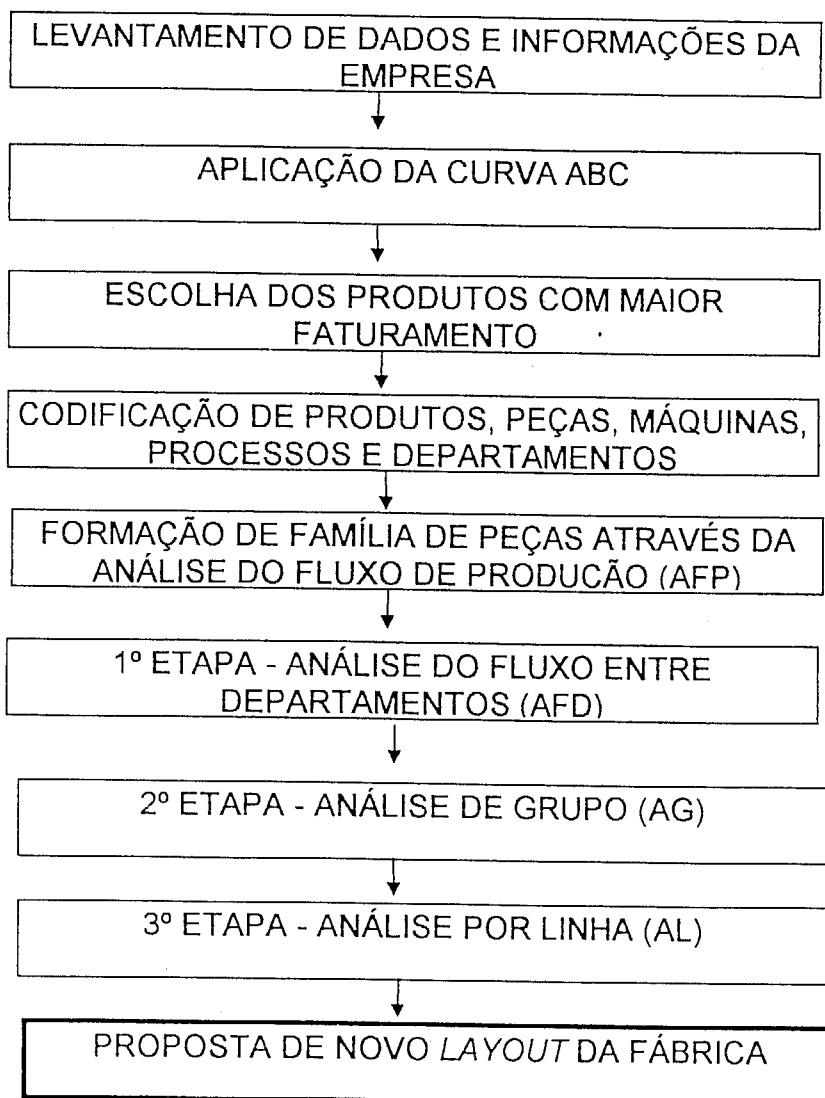 LEVANTAMENTO DE DADOS E INFORMAÇÕES DA
EMPRESA
APLICAÇÃO DA CURVA ABC
ESCOLHA DOS PRODUTOS COM MAIOR
FATURAMENTO
CODIFICAÇÃO DE PRODUTOS, PEÇAS, MÁQUINAS,
PROCESSOS E DEPARTAMENTOS
FORMAÇÃO DE FAMÍLIA DE PEÇAS ATRAVÉS DA
ANÁLISE DO FLUXO DE PRODUCÃO (AFP)
1º ETAPA - ANÁLISE DO FLUXO ENTRE
DEPARTAMENTOS (AFD)
2º ETAPA - ANÁLISE DE GRUPO (AG)
3º ETAPA - ANÁLISE POR LINHA (AL)
PROPOSTA DE NOVO LAYOUT DA FÁBRICA